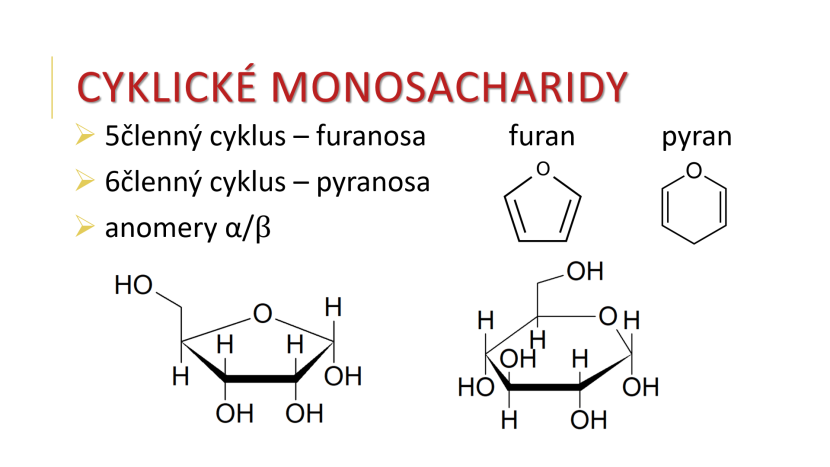 CYKLICKÉ MONOSACHARIDY
5členný cyklus – furanosa
6členný cyklus – pyranosa
anomery α/β
furan
pyran
O
O
HO
O
H
H
H
H
OH
OH
OH
OH
H
O
H
H
OH
H
HO
OH
H
OH